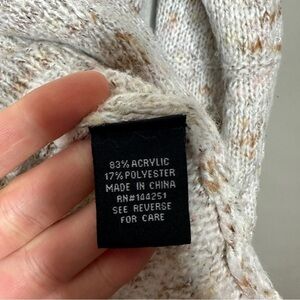 83% ACRYLIC
17% POLYESTER
MADE IN CHINA
RN#144251
SEE REVERSE
FOR CARE